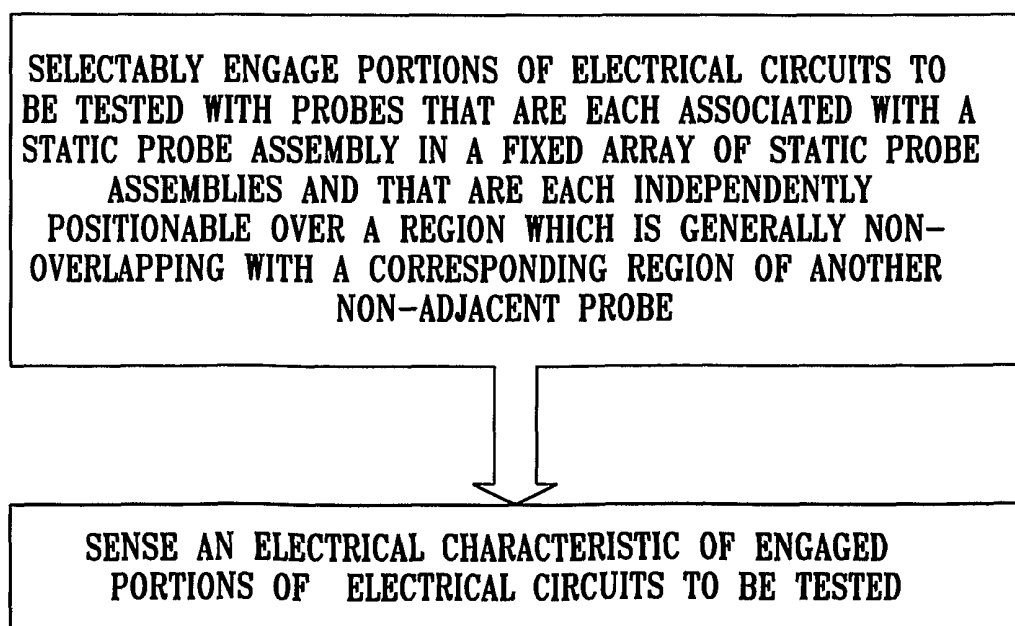 SELECTABLY ENGAGE PORTIONS OF ELECTRICAL CIRCUITS TO
BE TESTED WITH PROBES THAT ARE EACH ASSOCIATED WITH A
STATIC PROBE ASSEMBLY IN A FIXED ARRAY OF STATIC PROBE
ASSEMBLIES AND THAT ARE EACH INDEPENDENTLY
POSITIONABLE OVER A REGION WHICH IS GENERALLY NON-
OVERLAPPING WITH A CORRESPONDING REGION OF ANOTHER
NON-ADJACENT PROBE
SENSE AN ELECTRICAL CHARACTERISTIC OF ENGAGED
PORTIONS OF ELECTRICAL CIRCUITS TO BE TESTED